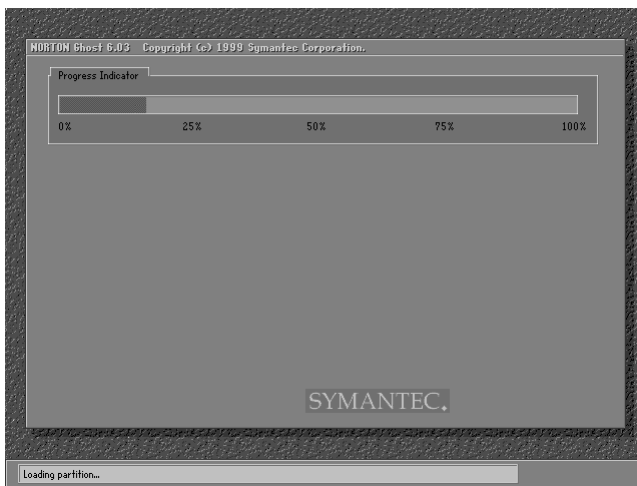 NORTON Ghost 6.03 Copyright (c) 1999 Symantec Corporation.
Progress Indicator
0% 25% 50% 75% 100%
SYMANTEC.
Loading partition...